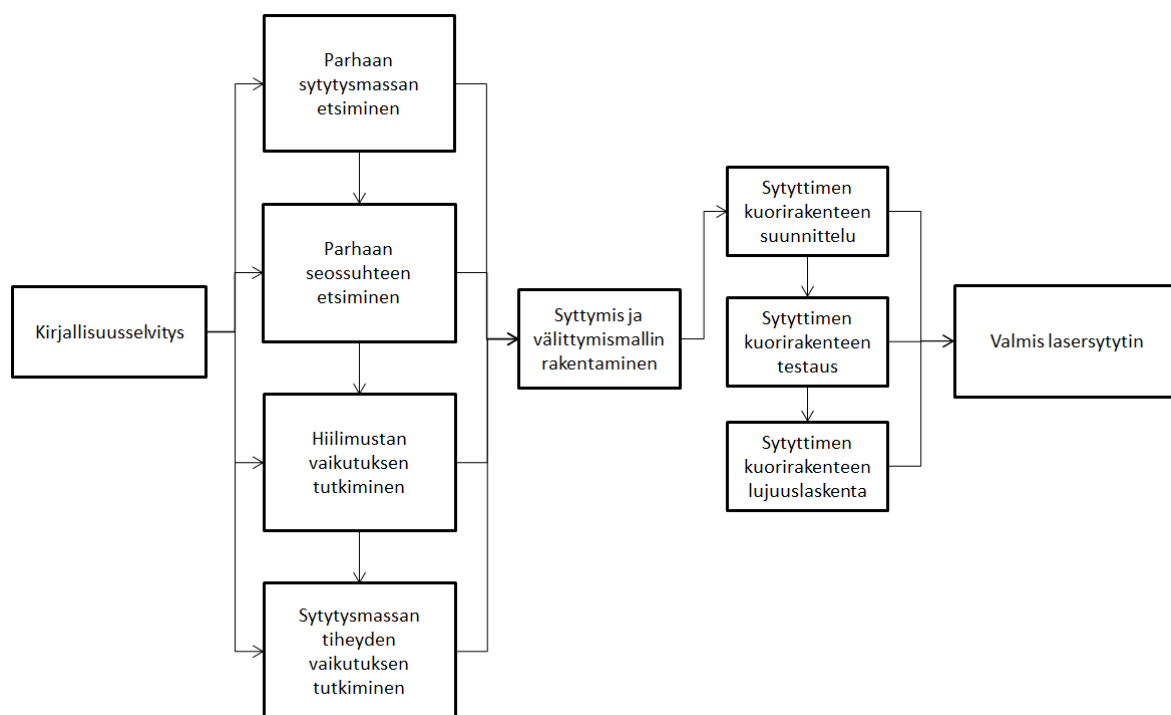 Kirjallisuusselvitys
Parhaan
sytytysmassan
etsiminen
Parhaan
seossuhteen
etsiminen
Hiilimustan
vaikutuksen
tutkiminen
Sytytysmassan
tiheyden
vaikutuksen
tutkiminen
Syttymis ja
välittymismallin
rakentaminen
Sytyttimen
kuorirakenteen
suunnittelu
Sytyttimen
kuorirakenteen
testaus
Sytyttimen
kuorirakenteen
lujuuslaskenta
Valmis lasersytytin